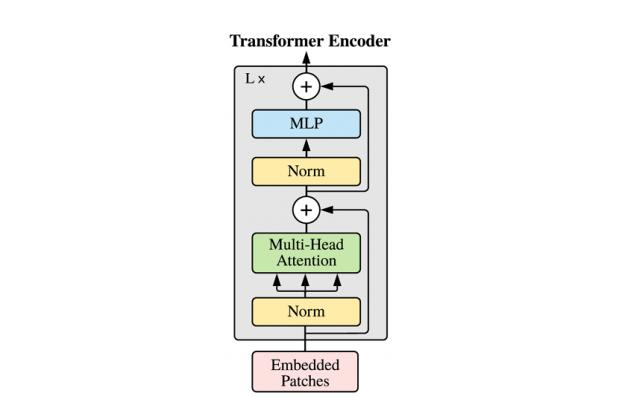 Transformer Encoder
L x
+
MLP
Norm
+
Multi-Head
Attention
Norm
Embedded
Patches